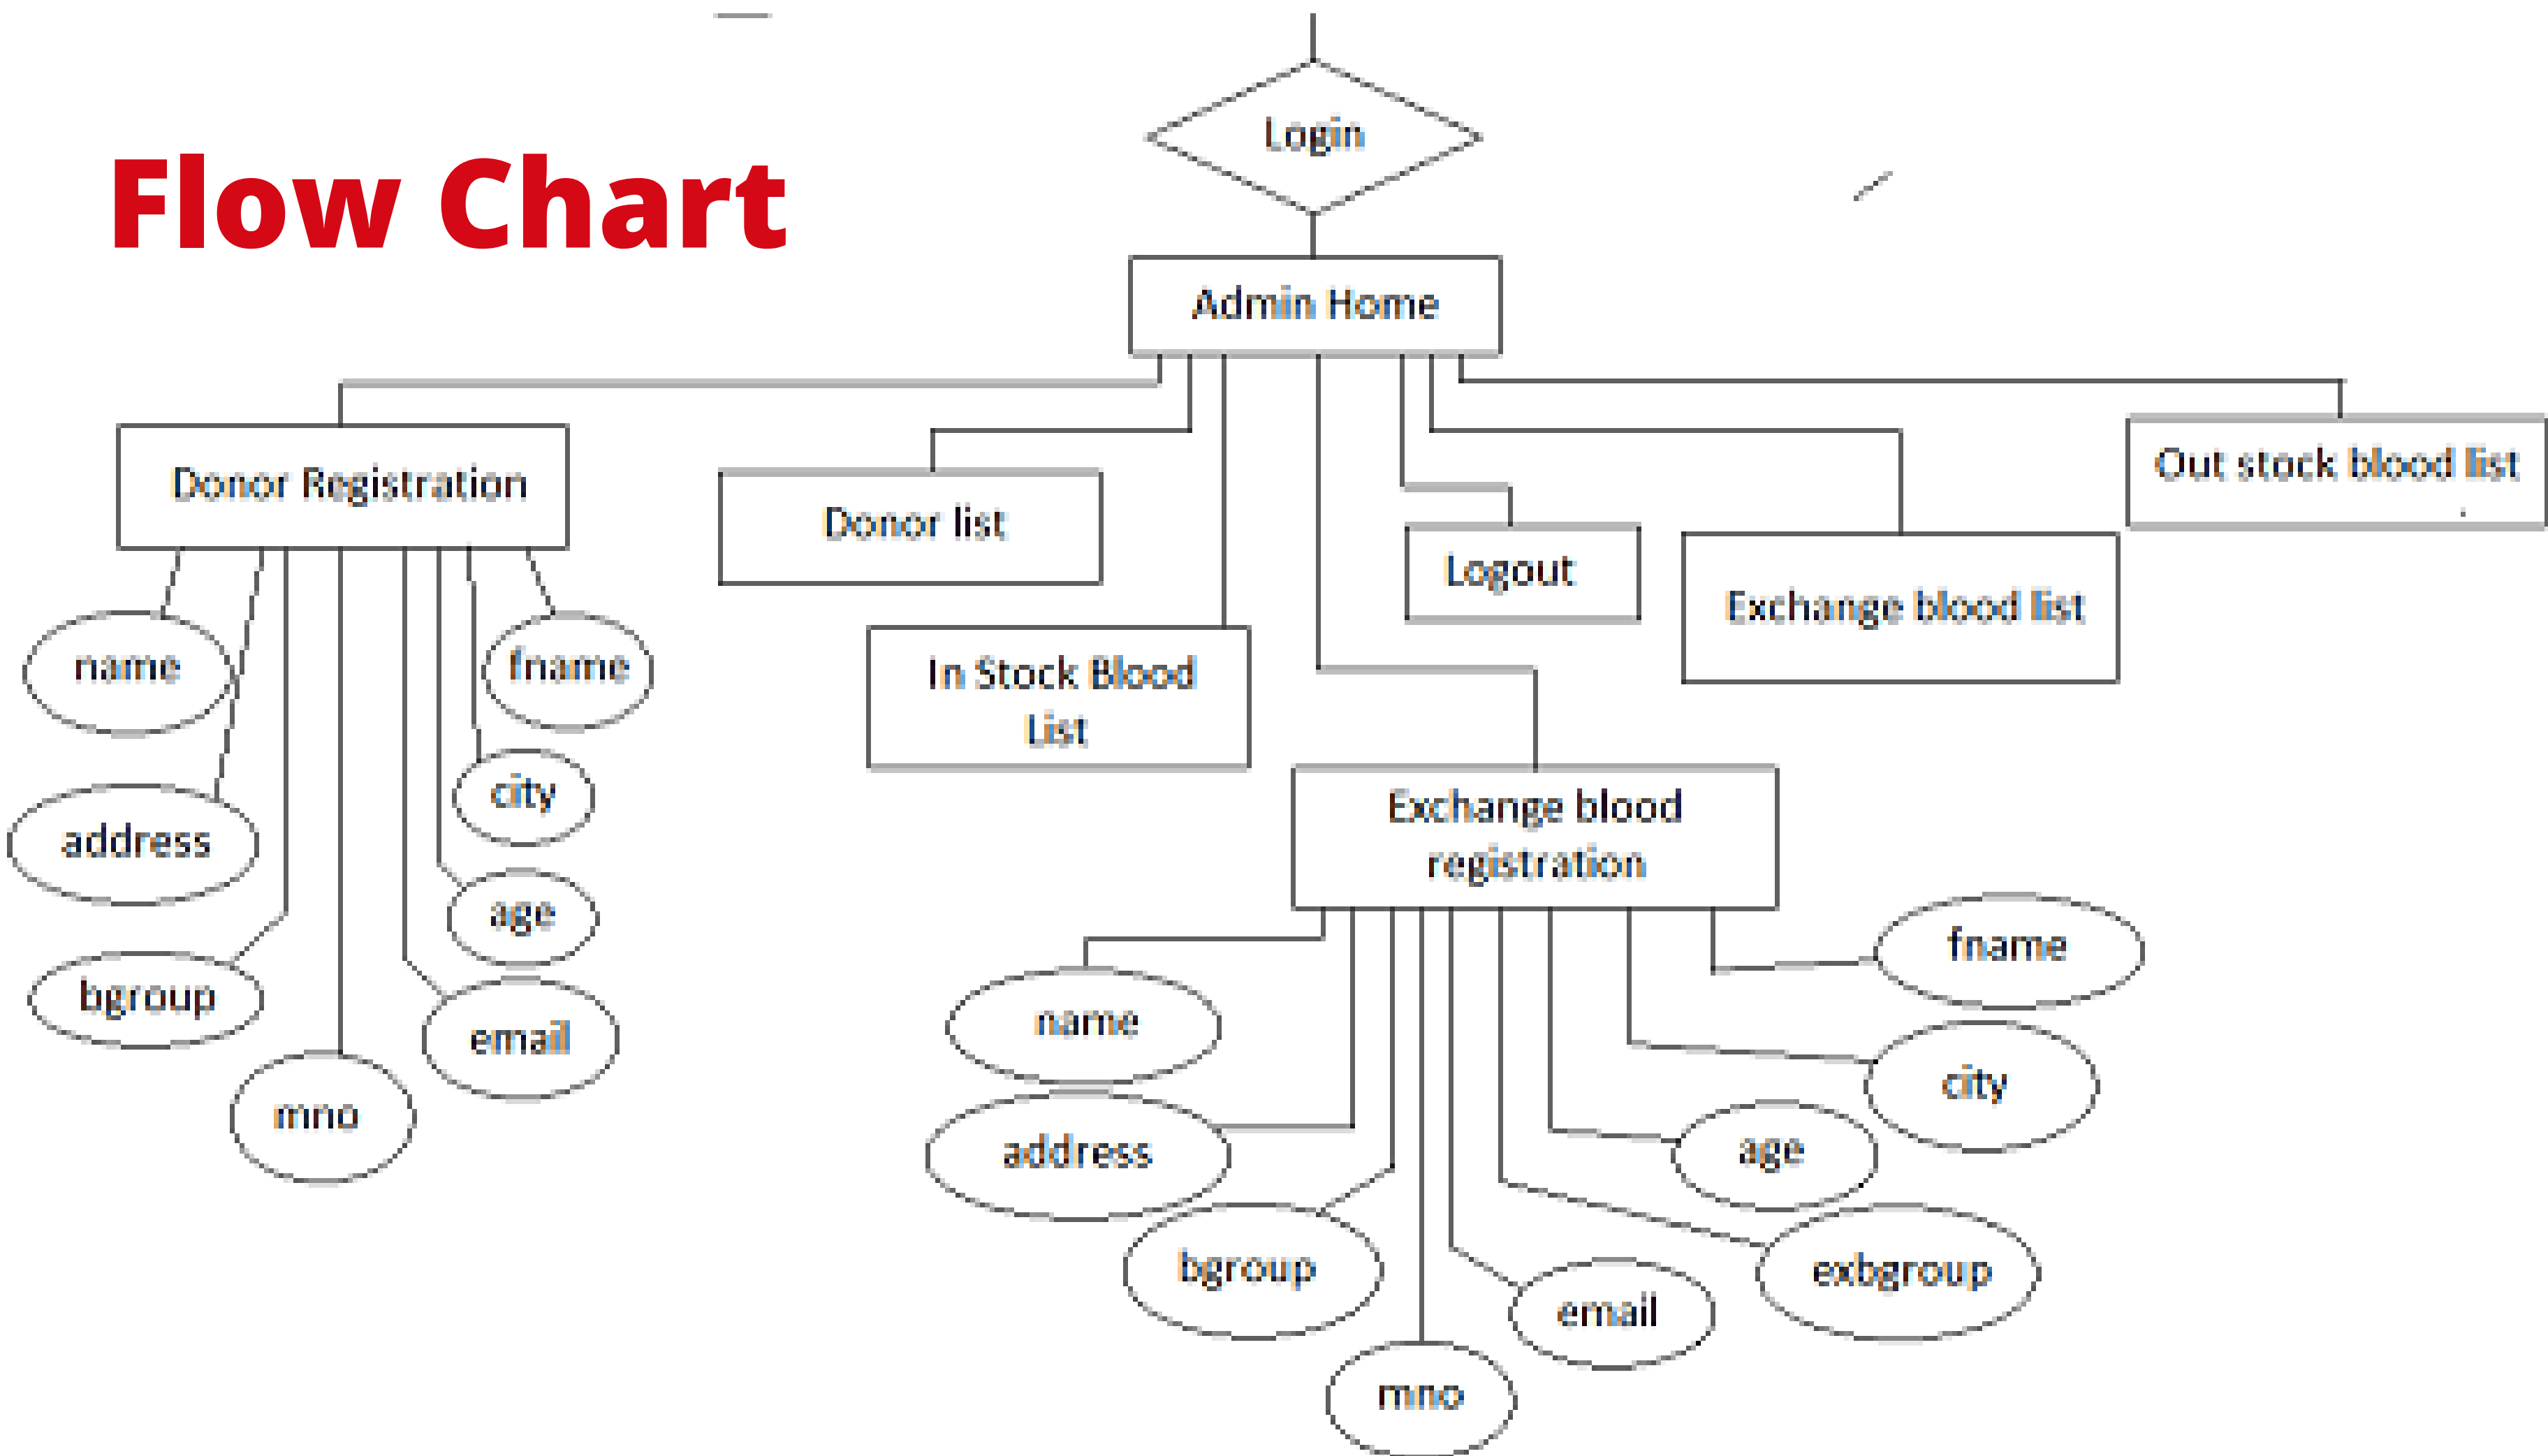 Login
Flow Chart
Admin Home
Donor Registration
Donor list
Logout
Exchange blood list
Out stock blood list
In Stock Blood
List
name
fname
address
city
bgroup
age
email
mno
Exchange blood
registration
name
fname
address
city
bgroup
age
email
exbgroup
mno